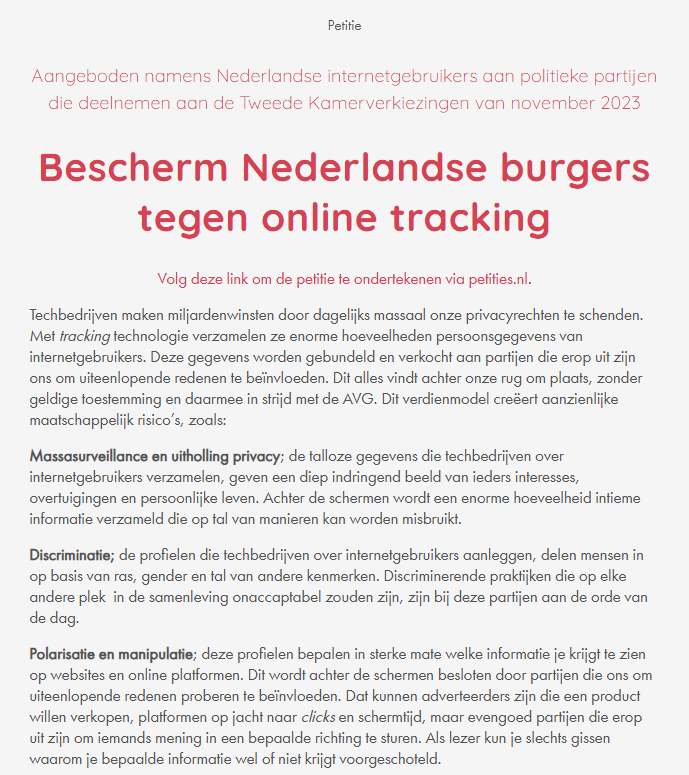 Petitie
Aangeboden namens Nederlandse internetgebruikers aan politieke partijen
die deelnemen aan de Tweede Kamerverkiezingen van november 2023
Bescherm Nederlandse burgers
tegen online tracking
Volg deze link om de petitie te ondertekenen via petities.nl.
Techbedrijven maken miljardenwinsten door dagelijks massaal onze privacyrechten te schenden.
Met tracking technologie verzamelen ze enorme hoeveelheden persoonsgegevens van
internetgebruikers. Deze gegevens worden gebundeld en verkocht aan partijen die erop uit zijn
ons om uiteenlopende redenen te beïnvloeden. Dit alles vindt achter onze rug om plaats, zonder
geldige toestemming en daarmee in strijd met de AVG. Dit verdienmodel creëert aanzienlijke
maatschappelijk risico’s, zoals:
Massasurveillance en uitholling privacy; de talloze gegevens die techbedrijven over
internetgebruikers verzamelen, geven een diep indringend beeld van ieders interesses,
overtuigingen en persoonlijke leven. Achter de schermen wordt een enorme hoeveelheid intieme
informatie verzameld die op tal van manieren kan worden misbruikt.
Discriminatie; de profielen die techbedrijven over internetgebruikers aanleggen, delen mensen in
op basis van ras, gender en tal van andere kenmerken. Discriminerende praktijken die op elke
andere plek  in de samenleving onaccaptabel zouden zijn, zijn bij deze partijen aan de orde van
de dag.
Polarisatie en manipulatie; deze profielen bepalen in sterke mate welke informatie je krijgt te zien
op websites en online platformen. Dit wordt achter de schermen besloten door partijen die ons om
uiteenlopende redenen proberen te beïnvloeden. Dat kunnen adverteerders zijn die een product
willen verkopen, platformen op jacht naar clicks en schermtijd, maar evengoed partijen die erop
uit zijn om iemands mening in een bepaalde richting te sturen. Als lezer kun je slechts gissen
waarom je bepaalde informatie wel of niet krijgt voorgeschoteld.